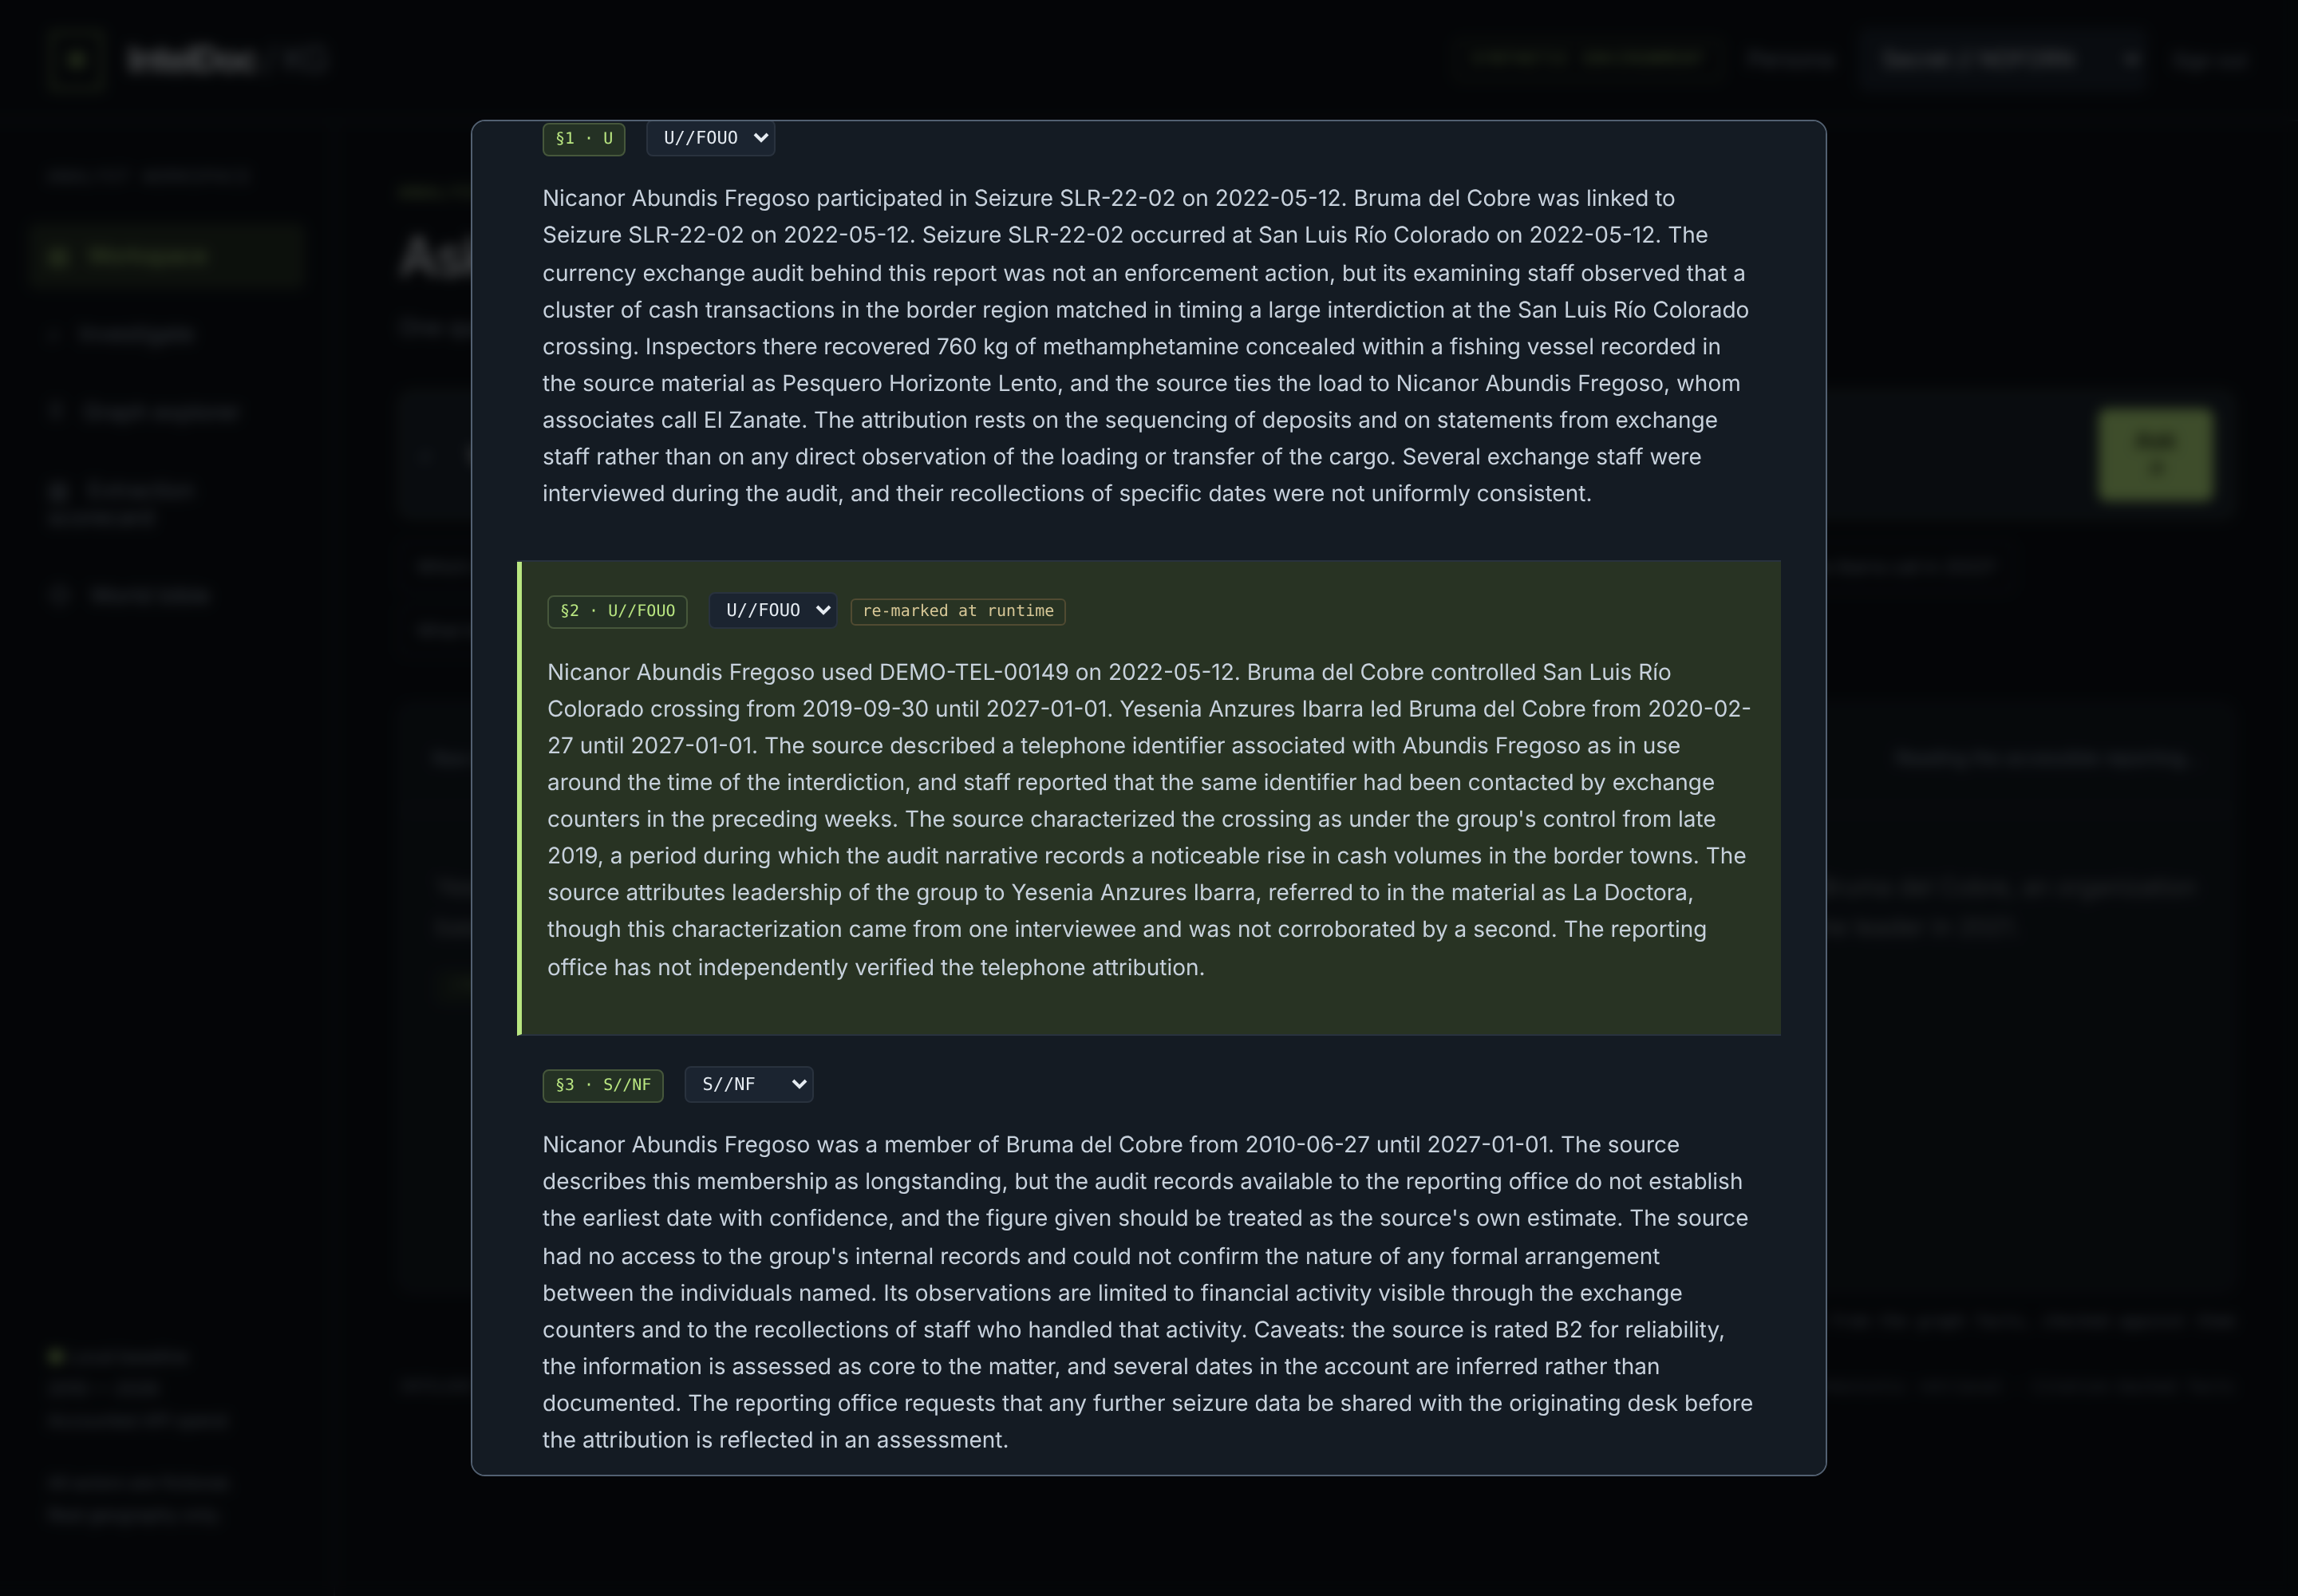 IntelDoc
§1 · U U//FOUO
Nicanor Abundis Fregoso participated in Seizure SLR-22-02 on 2022-05-12. Bruma del Cobre was linked to
Seizure SLR-22-02 on 2022-05-12. Seizure SLR-22-02 occurred at San Luis Río Colorado on 2022-05-12. The
currency exchange audit behind this report was not an enforcement action, but its examining staff observed that a
cluster of cash transactions in the border region matched in timing a large interdiction at the San Luis Río Colorado
crossing. Inspectors there recovered 760 kg of methamphetamine concealed within a fishing vessel recorded in
the source material as Pesquero Horizonte Lento, and the source ties the load to Nicanor Abundis Fregoso, whom
associates call El Zanate. The attribution rests on the sequencing of deposits and on statements from exchange
staff rather than on any direct observation of the loading or transfer of the cargo. Several exchange staff were
interviewed during the audit, and their recollections of specific dates were not uniformly consistent.
§2 · U//FOUO U//FOUO re-marked at runtime
Nicanor Abundis Fregoso used DEMO-TEL-00149 on 2022-05-12. Bruma del Cobre controlled San Luis Río
Colorado crossing from 2019-09-30 until 2027-01-01. Yesenia Anzures Ibarra led Bruma del Cobre from 2020-02-
27 until 2027-01-01. The source described a telephone identifier associated with Abundis Fregoso as in use
around the time of the interdiction, and staff reported that the same identifier had been contacted by exchange
counters in the preceding weeks. The source characterized the crossing as under the group's control from late
2019, a period during which the audit narrative records a noticeable rise in cash volumes in the border towns. The
source attributes leadership of the group to Yesenia Anzures Ibarra, referred to in the material as La Doctora,
though this characterization came from one interviewee and was not corroborated by a second. The reporting
office has not independently verified the telephone attribution.
§3 · S//NF S//NF
Nicanor Abundis Fregoso was a member of Bruma del Cobre from 2010-06-27 until 2027-01-01. The source
describes this membership as longstanding, but the audit records available to the reporting office do not establish
the earliest date with confidence, and the figure given should be treated as the source's own estimate. The source
had no access to the group's internal records and could not confirm the nature of any formal arrangement
between the individuals named. Its observations are limited to financial activity visible through the exchange
counters and to the recollections of staff who handled that activity. Caveats: the source is rated B2 for reliability,
the information is assessed as core to the matter, and several dates in the account are inferred rather than
documented. The reporting office requests that any further seizure data be shared with the originating desk before
the attribution is reflected in an assessment.